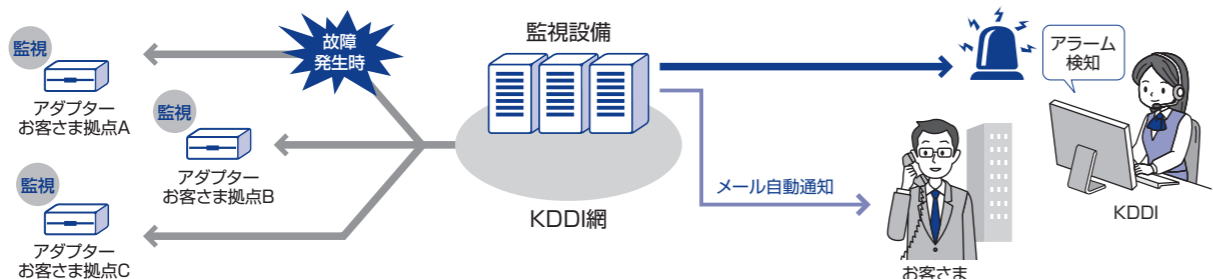 監視
アダプター
お客さま拠点A
監視
アダプター
お客さま拠点B
監視
アダプター
お客さま拠点C
故障
発生時
監視設備
KDDI網
メール自動通知
お客さま
アラーム
検知
KDDI